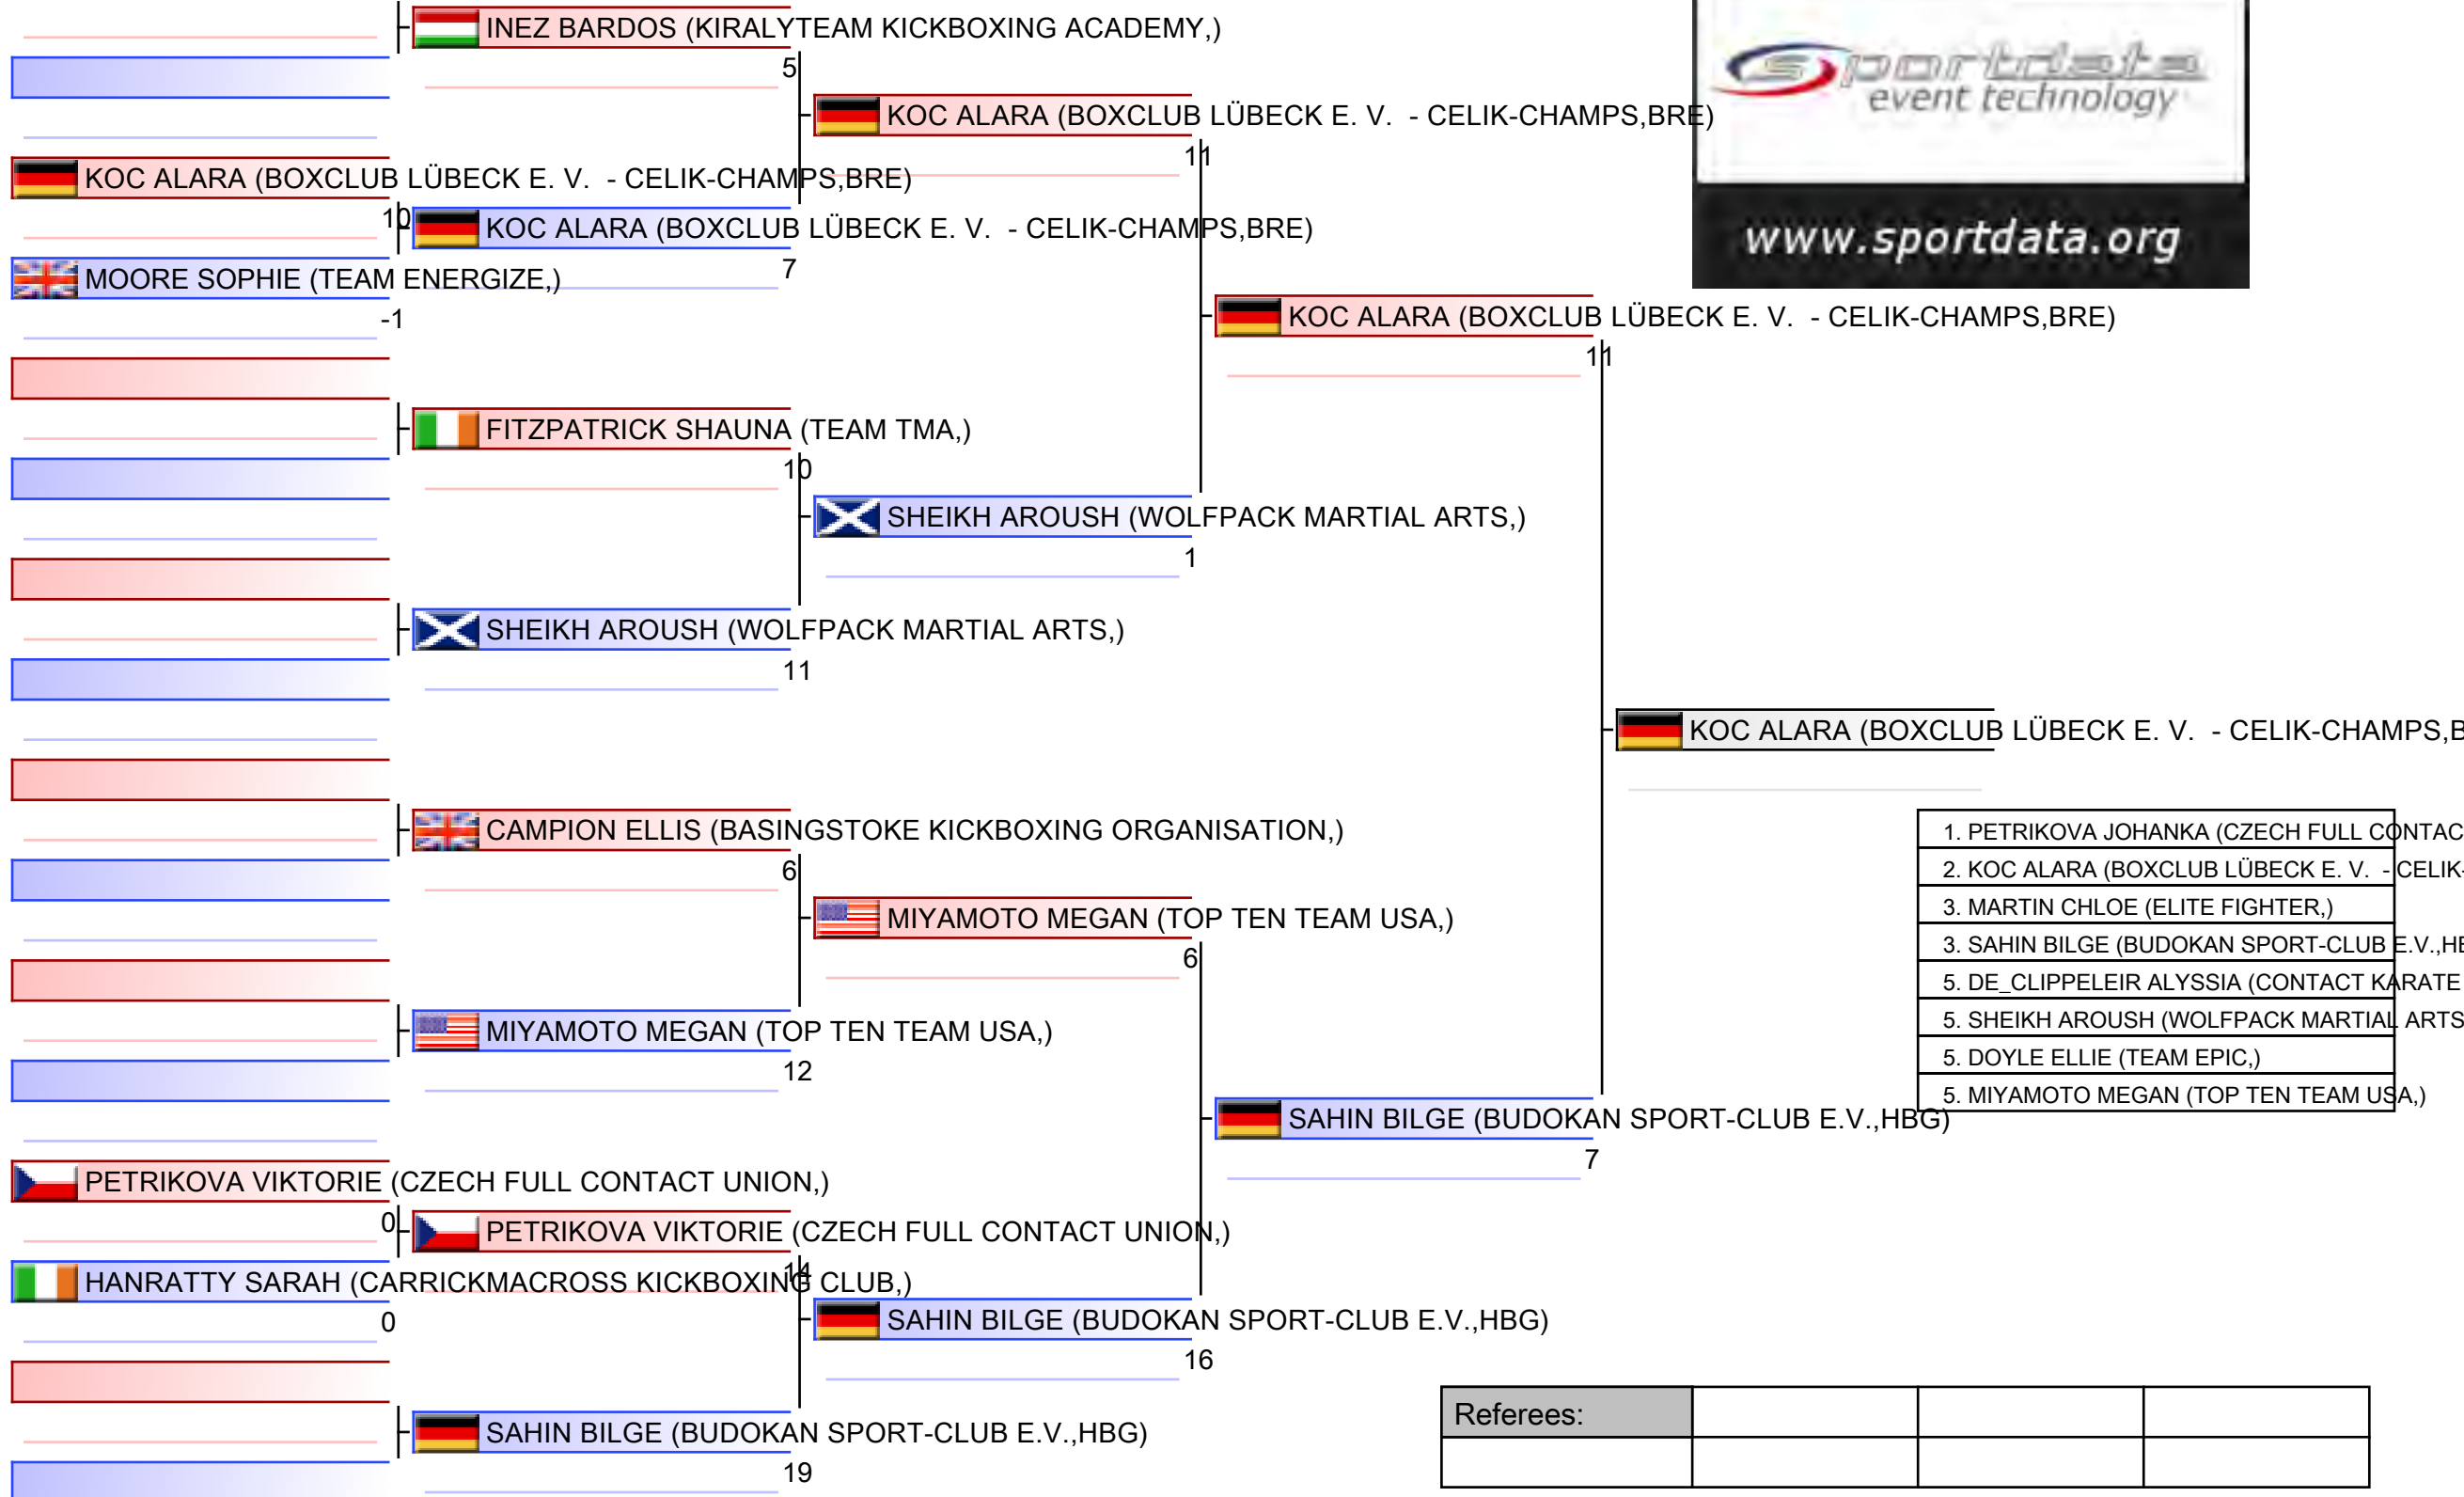 INEZ BARDOS (KIRALYTEAM KICKBOXING ACADEMY,)
5
sportdata
event technology
www.sportdata.org
KOC ALARA (BOXCLUB LÜBECK E. V.  - CELIK-CHAMPS,BRE)
11
KOC ALARA (BOXCLUB LÜBECK E. V.  - CELIK-CHAMPS,BRE)
10
KOC ALARA (BOXCLUB LÜBECK E. V.  - CELIK-CHAMPS,BRE)
7
MOORE SOPHIE (TEAM ENERGIZE,)
-1
KOC ALARA (BOXCLUB LÜBECK E. V.  - CELIK-CHAMPS,BRE)
11
FITZPATRICK SHAUNA (TEAM TMA,)
10
SHEIKH AROUSH (WOLFPACK MARTIAL ARTS,)
1
SHEIKH AROUSH (WOLFPACK MARTIAL ARTS,)
11
KOC ALARA (BOXCLUB LÜBECK E. V.  - CELIK-CHAMPS,B
CAMPION ELLIS (BASINGSTOKE KICKBOXING ORGANISATION,)
6
MIYAMOTO MEGAN (TOP TEN TEAM USA,)
6
MIYAMOTO MEGAN (TOP TEN TEAM USA,)
12
1. PETRIKOVA JOHANKA (CZECH FULL CONTAC
2. KOC ALARA (BOXCLUB LÜBECK E. V.  - CELIK-
3. MARTIN CHLOE (ELITE FIGHTER,)
3. SAHIN BILGE (BUDOKAN SPORT-CLUB E.V.,HB
5. DE_CLIPPELEIR ALYSSIA (CONTACT KARATE
5. SHEIKH AROUSH (WOLFPACK MARTIAL ARTS
5. DOYLE ELLIE (TEAM EPIC,)
5. MIYAMOTO MEGAN (TOP TEN TEAM USA,)
SAHIN BILGE (BUDOKAN SPORT-CLUB E.V.,HBG)
7
PETRIKOVA VIKTORIE (CZECH FULL CONTACT UNION,)
0
PETRIKOVA VIKTORIE (CZECH FULL CONTACT UNION,)
14
HANRATTY SARAH (CARRICKMACROSS KICKBOXING CLUB,)
0
SAHIN BILGE (BUDOKAN SPORT-CLUB E.V.,HBG)
16
SAHIN BILGE (BUDOKAN SPORT-CLUB E.V.,HBG)
19
Referees: